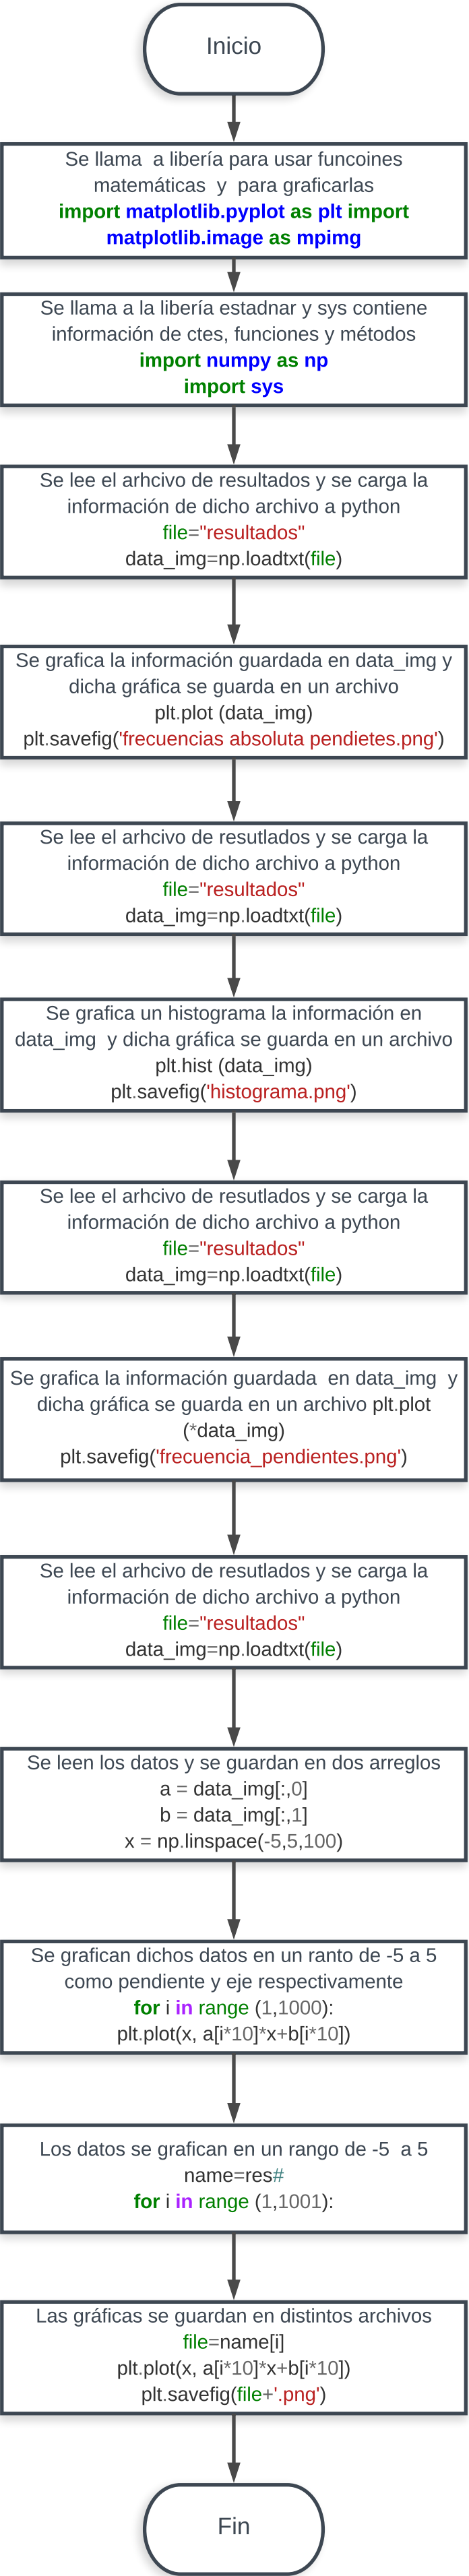 Inicio
Se llama a libería para usar funcoines
matemáticas y para graficarlas
import matplotlib.pyplot as plt import
matplotlib.image as mpimg
Se llama a la libería estadnar y sys contiene
información de ctes, funciones y métodos
import numpy as np
import sys
Se lee el arhcivo de resultados y se carga la
información de dicho archivo a python
file="resultados"
data_img=np.loadtxt(file)
Se grafica la información guardada en data_img y
dicha gráfica se guarda en un archivo
plt.plot (data_img)
plt.savefig('frecuencias absoluta pendietes.png')
Se lee el arhcivo de resutlados y se carga la
información de dicho archivo a python
file="resultados"
data_img=np.loadtxt(file)
Se grafica un histograma la información en
data_img y dicha gráfica se guarda en un archivo
plt.hist (data_img)
plt.savefig('histograma.png')
Se lee el arhcivo de resutlados y se carga la
información de dicho archivo a python
file="resultados"
data_img=np.loadtxt(file)
Se grafica la información guardada en data_img y
dicha gráfica se guarda en un archivo plt.plot
(*data_img)
plt.savefig('frecuencia_pendientes.png')
Se lee el arhcivo de resutlados y se carga la
información de dicho archivo a python
file="resultados"
data_img=np.loadtxt(file)
Se leen los datos y se guardan en dos arreglos
a = data_img[:,0]
b = data_img[:,1]
x = np.linspace(-5,5,100)
Se grafican dichos datos en un ranto de -5 a 5
como pendiente y eje respectivamente
for i in range (1,1000):
plt.plot(x, a[i*10]*x+b[i*10])
Los datos se grafican en un rango de -5 a 5
name=res#
for i in range (1,1001):
Las gráficas se guardan en distintos archivos
file=name[i]
plt.plot(x, a[i*10]*x+b[i*10])
plt.savefig(file+'.png')
Fin